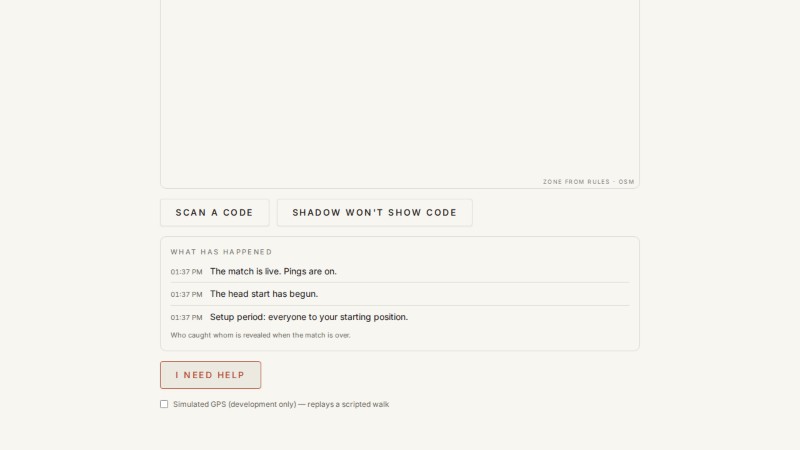 ZONE FROM RULES · OSM
SCAN A CODE
SHADOW WON'T SHOW CODE
WHAT HAS HAPPENED
01:37 PM The match is live. Pings are on.
01:37 PM The head start has begun.
01:37 PM Setup period: everyone to your starting position.
Who caught whom is revealed when the match is over.
I NEED HELP
Simulated GPS (development only) — replays a scripted walk